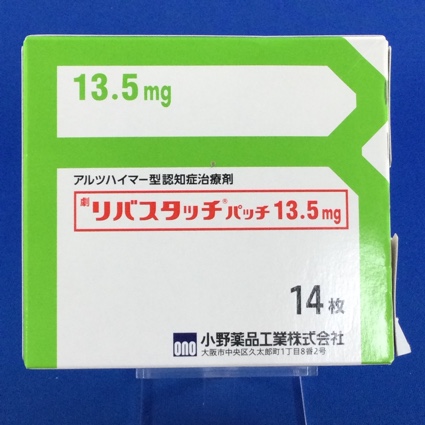 13.5mg
アルツハイマー型認知症治療剤
劇 リバスタッチ®パッチ 13.5mg
14枚
ono 小野薬品工業株式会社
大阪市中央区久太郎町1丁目8番2号